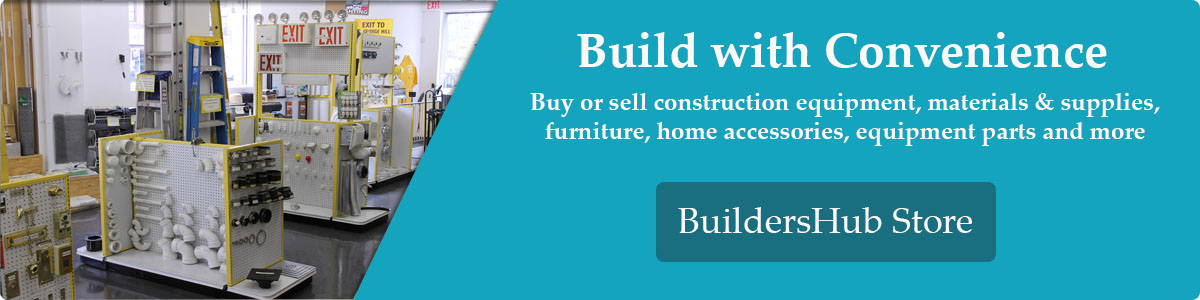 EXIT
EXIT
EXIT
EXIT TO
EXIT
Build with Convenience
Buy or sell construction equipment, materials & supplies,
furniture, home accessories, equipment parts and more
BuildersHub Store